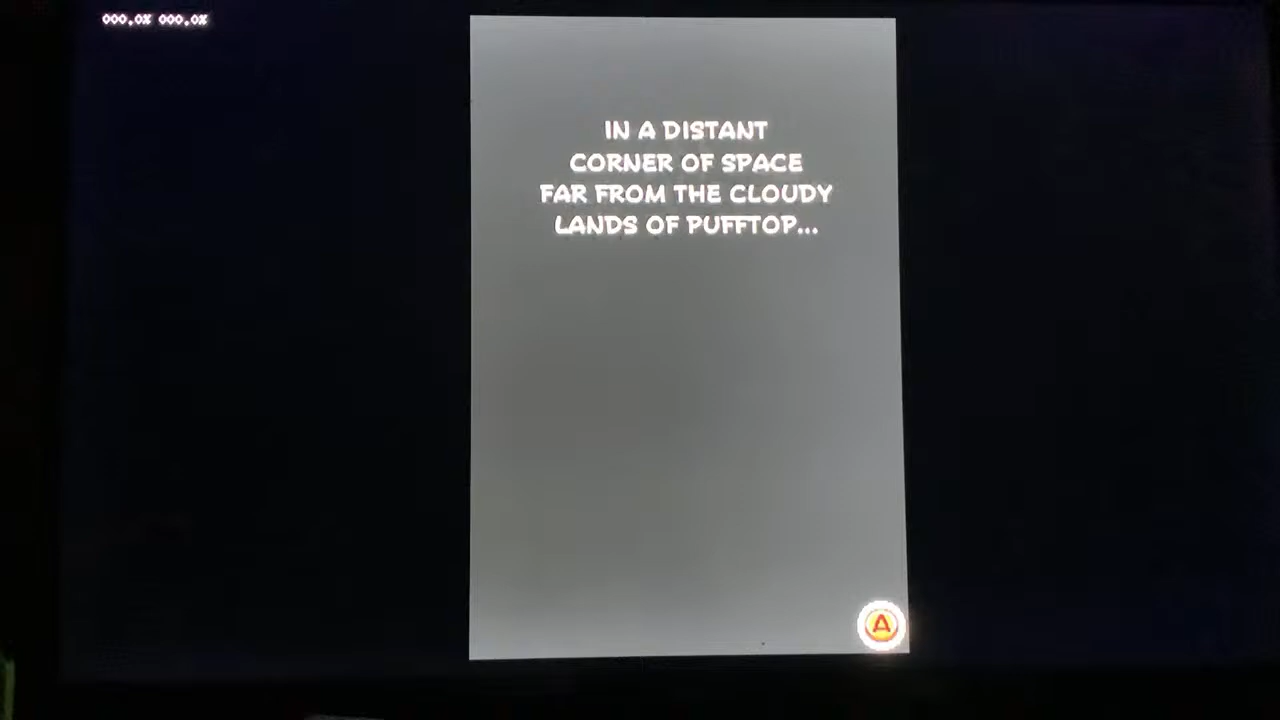 000.0% 000.0%
IN A DISTANT
CORNER OF SPACE
FAR FROM THE CLOUDY
LANDS OF PUFFTOP...
A